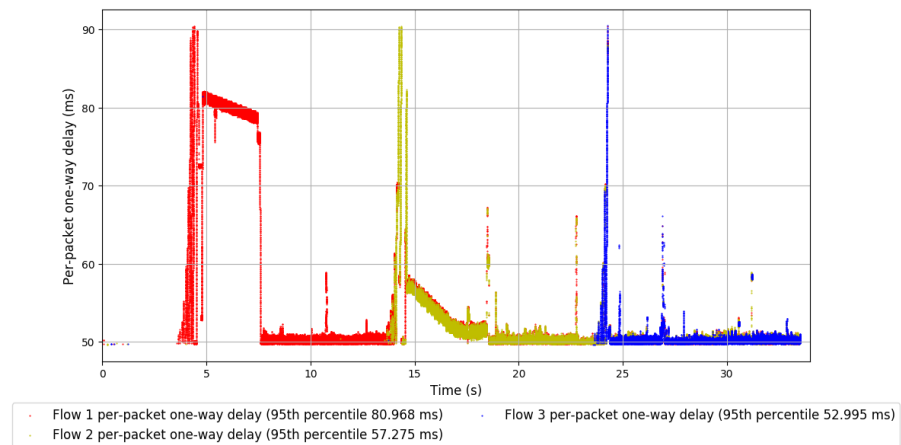 Per-packet one-way delay (ms)
90
80
70
60
50
0 5 10 15 20 25 30
Time (s)
Flow 1 per-packet one-way delay (95th percentile 80.968 ms)
Flow 2 per-packet one-way delay (95th percentile 57.275 ms)
Flow 3 per-packet one-way delay (95th percentile 52.995 ms)